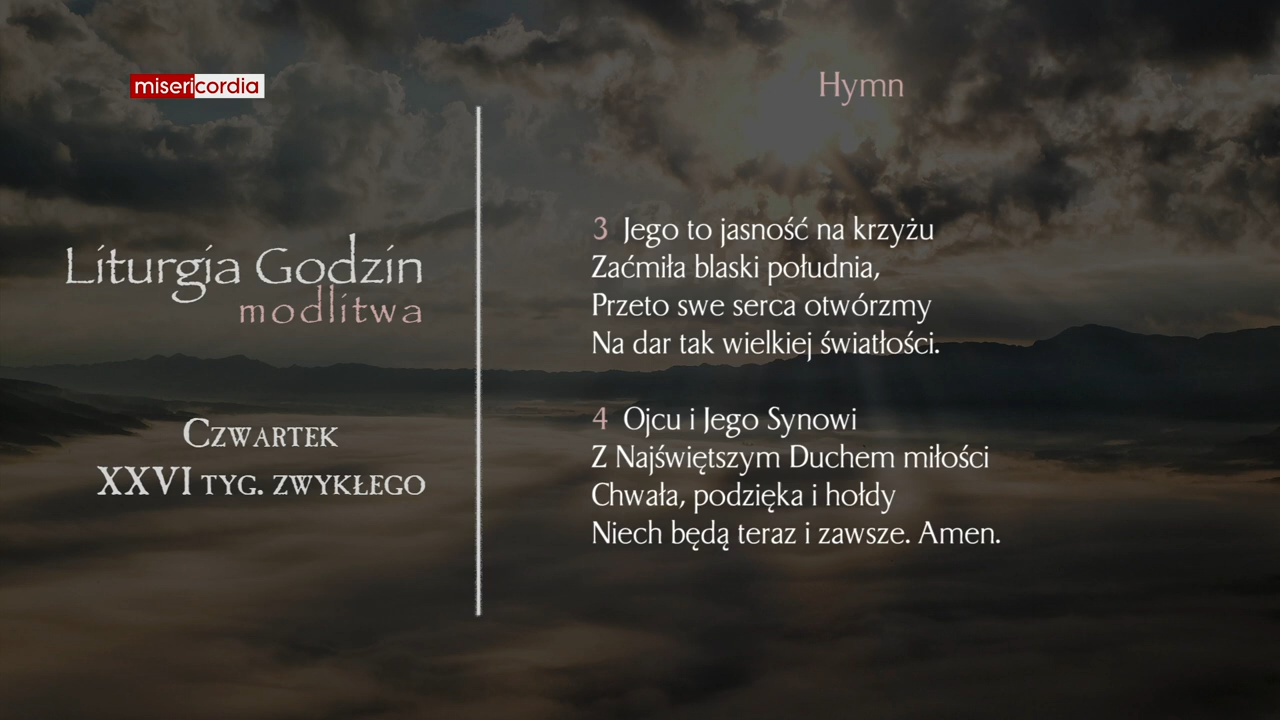 misericordia
Liturgia Godzin
modlitwa
Czwartek
XXVI tyg. zwykłego
Hymn
3 Jego to jasność na krzyżu
Zaćmiła blaski południa,
Przeto swe serca otwórzmy
Na dar tak wielkiej światłości.
4 Ojcu i Jego Synowi
Z Najświętszym Duchem miłości
Chwała, podzięka i hołdy
Niech będą teraz i zawsze. Amen.